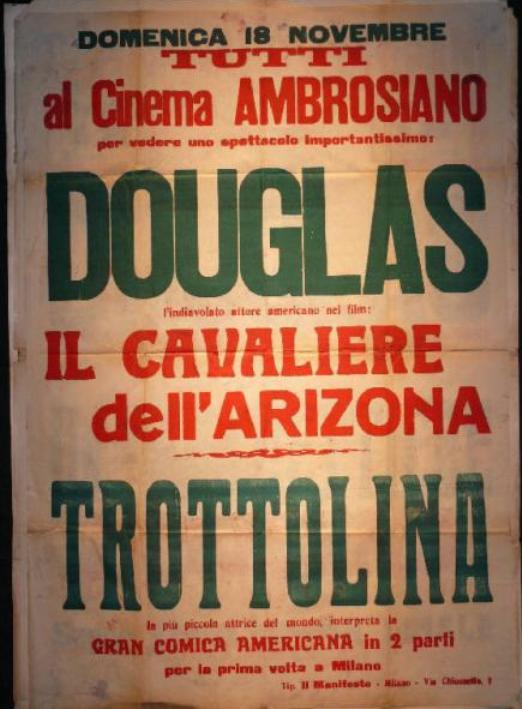 DOMENICA 18 NOVEMBRE
TUTTI
al Cinema AMBROSIANO
per vedere uno spettacolo importantissimo:
DOUGLAS
l'indiavolato attore americano nel film:
IL CAVALIERE
dell'ARIZONA
TROTTOLINA
la più piccola attrice del mondo, interpreta la
GRAN COMICA AMERICANA in 2 parti
per la prima volta a Milano
Tip. Il Manifesto - Milano - Via